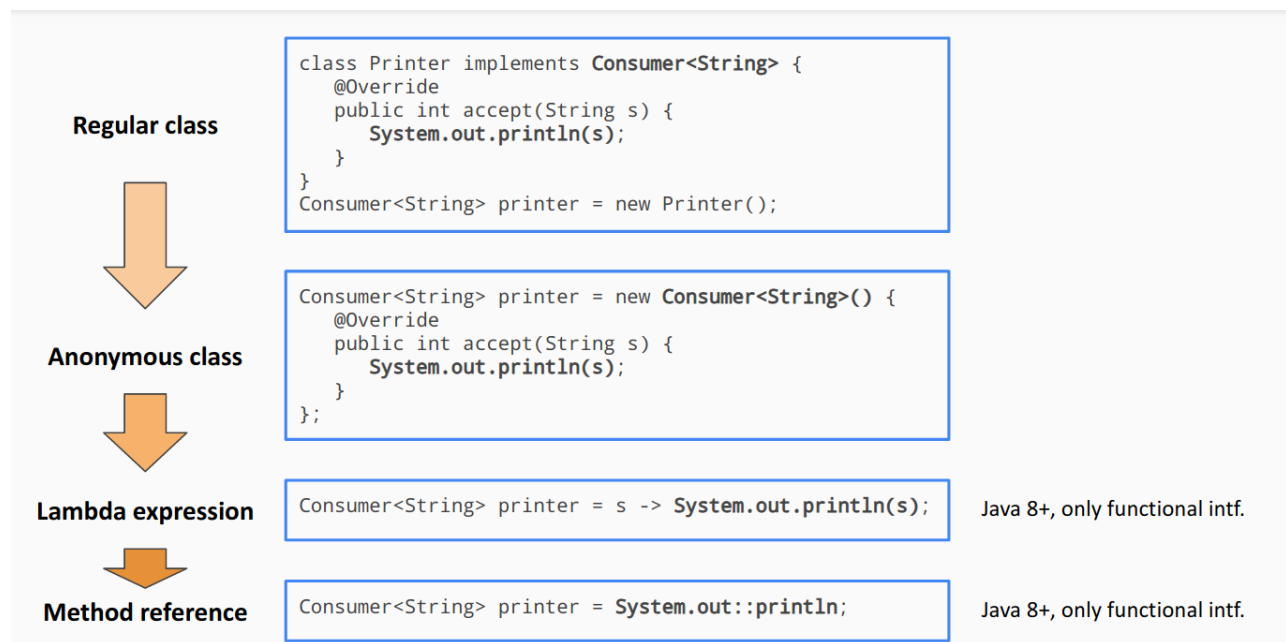 Regular class
class Printer implements Consumer<String> {
   @Override
   public int accept(String s) {
      System.out.println(s);
   }
}
Consumer<String> printer = new Printer();
Anonymous class
Consumer<String> printer = new Consumer<String>() {
   @Override
   public int accept(String s) {
      System.out.println(s);
   }
};
Lambda expression
Consumer<String> printer = s -> System.out.println(s);
Java 8+, only functional intf.
Method reference
Consumer<String> printer = System.out::println;
Java 8+, only functional intf.